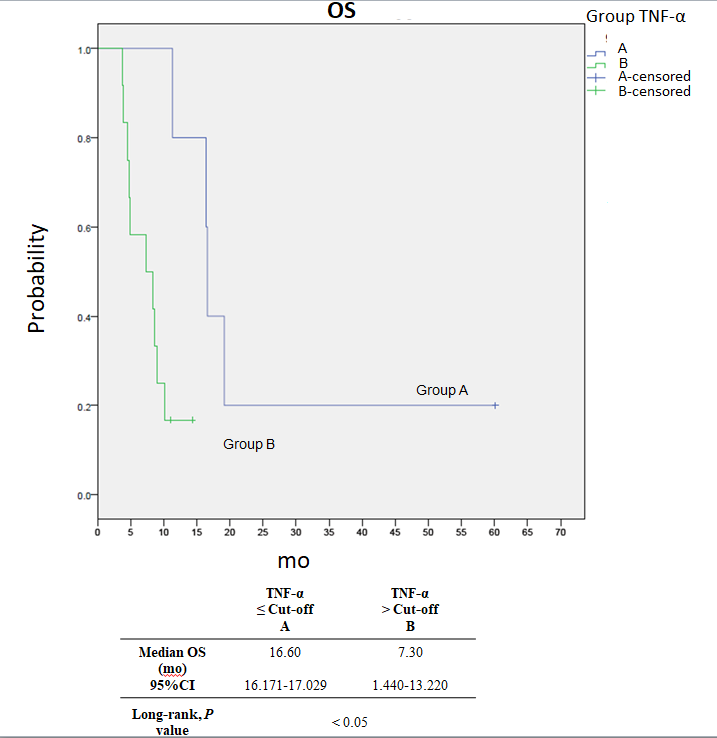 OS
Group TNF-α
A
B
A-censored
B-censored
Probability
1.0
0.8
0.6
0.4
0.2
0.0
Group A
Group B
0 5 10 15 20 25 30 35 40 45 50 55 60 65 70
mo
TNF-α TNF-α
≤ Cut-off > Cut-off
A B
Median OS 16.60 7.30
(mo)
95%CI 16.171-17.029 1.440-13.220
Long-rank, P
value < 0.05